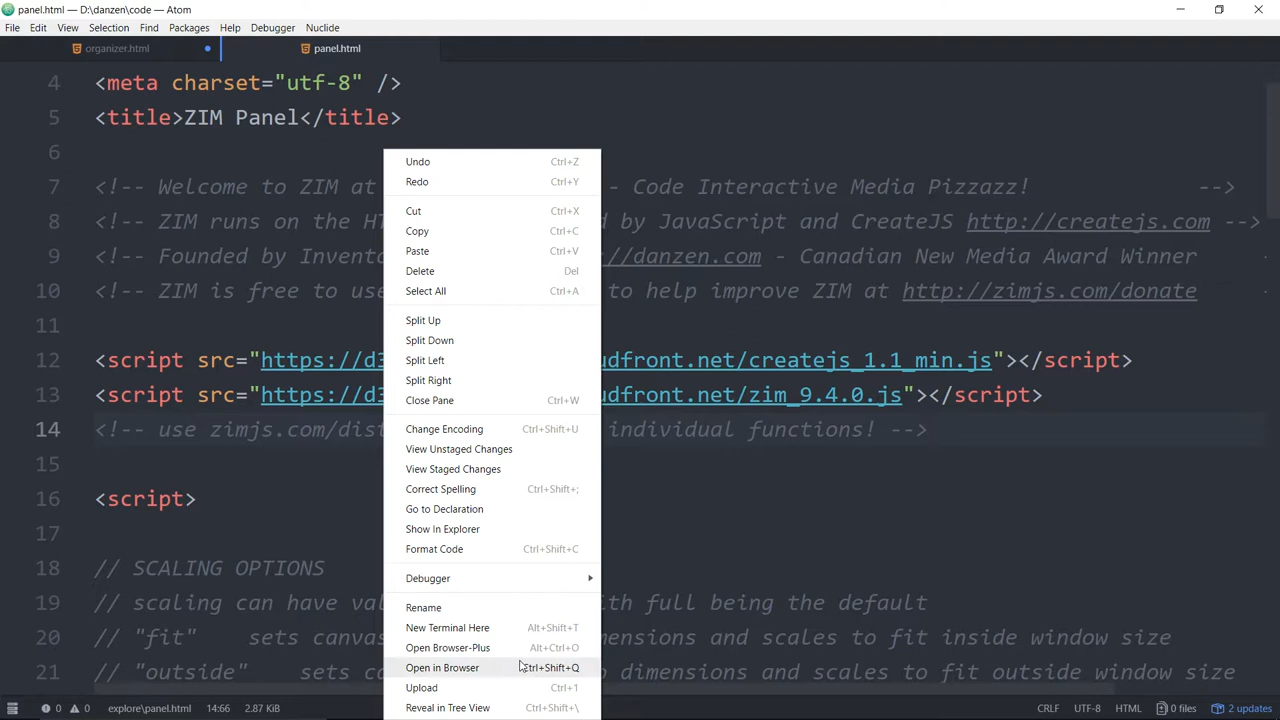 panel.html — D:\danzen\code — Atom
File Edit View Selection Find Packages Help Debugger Nuclide
organizer.html panel.html
4 <meta charset="utf-8" />
5 <title>ZIM Panel</title>
6
7 <!-- Welcome to ZIM at - Code Interactive Media Pizzazz! -->
8 <!-- ZIM runs on the HT d by JavaScript and CreateJS http://createjs.com -->
9 <!-- Founded by Invento //danzen.com - Canadian New Media Award Winner
10 <!-- ZIM is free to use to help improve ZIM at http://zimjs.com/donate
11
12 <script src="https://d3 udfront.net/createjs_1.1_min.js"></script>
13 <script src="https://d3 udfront.net/zim_9.4.0.js"></script>
14 <!-- use zimjs.com/dist individual functions! -->
15
16 <script>
17
18 // SCALING OPTIONS
19 // scaling can have val ith full being the default
20 // "fit" sets canvas mensions and scales to fit inside window size
21 // "outside" sets ca o dimensions and scales to fit outside window size
Undo Ctrl+Z
Redo Ctrl+Y
Cut Ctrl+X
Copy Ctrl+C
Paste Ctrl+V
Delete Del
Select All Ctrl+A
Split Up
Split Down
Split Left
Split Right
Close Pane Ctrl+W
Change Encoding Ctrl+Shift+U
View Unstaged Changes
View Staged Changes
Correct Spelling Ctrl+Shift+;
Go to Declaration
Show In Explorer
Format Code Ctrl+Shift+C
Debugger
Rename
New Terminal Here Alt+Shift+T
Open Browser-Plus Alt+Ctrl+O
Open in Browser Ctrl+Shift+Q
Upload Ctrl+1
Reveal in Tree View Ctrl+Shift+\
0 0 explore\panel.html 14:66 2.87 KiB CRLF UTF-8 HTML 0 files 2 updates